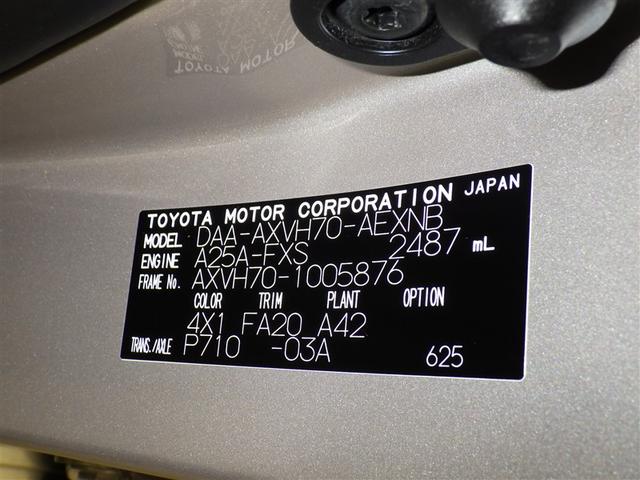 TOYOTA MOTOR CORPORATION JAPAN
MODEL DAA-AXVH70-AEXNB
ENGINE A25A-FXS 2487 mL
FRAME No. AXVH70-1005876
COLOR TRIM PLANT OPTION
4X1 FA20 A42
TRANS./AXLE P710 -03A 625